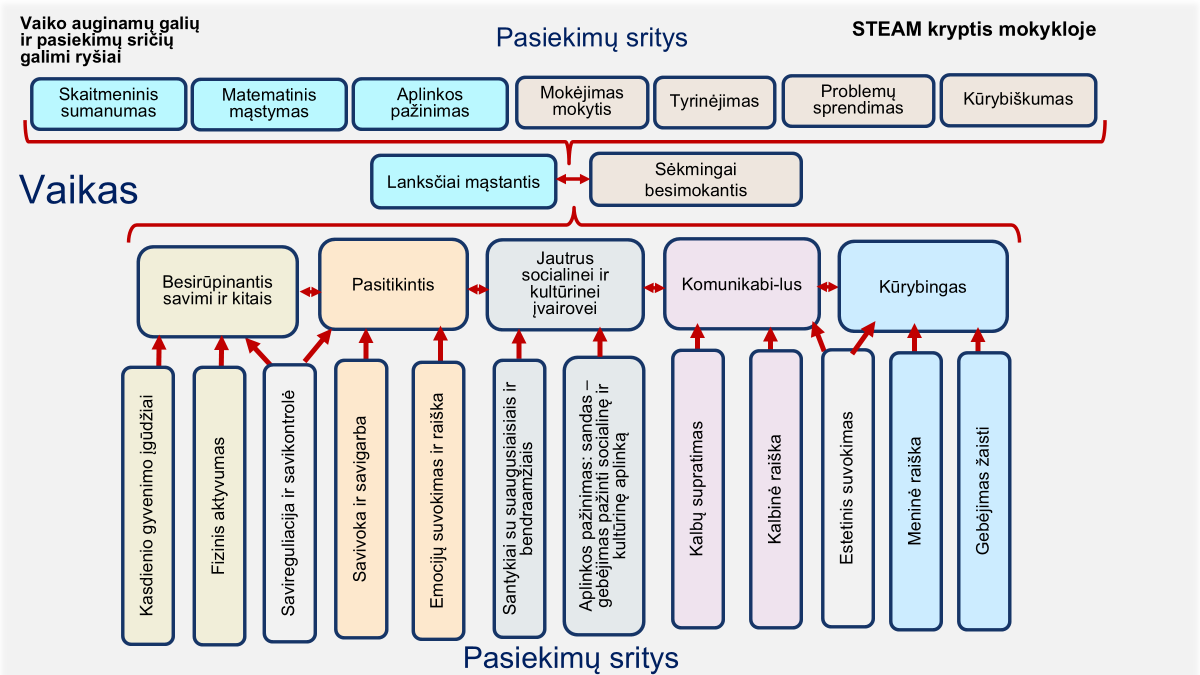 Vaiko auginamų galių
ir pasiekimų sričių
galimi ryšiai
Pasiekimų sritys
STEAM kryptis mokykloje
Skaitmeninis
sumanumas
Matematinis
mąstymas
Aplinkos
pažinimas
Mokėjimas
mokytis
Tyrinėjimas
Problemų
sprendimas
Kūrybiškumas
Vaikas
Lanksčiai mąstantis
Sėkmingai
besimokantis
Besirūpinantis
savimi ir kitais
Pasitikintis
Jautrus
socialinei ir
kultūrinei
įvairovei
Komunikabi-lus
Kūrybingas
Kasdienio gyvenimo įgūdžiai
Fizinis aktyvumas
Savireguliacija ir savikontrolė
Savivoka ir savigarba
Emocijų suvokimas ir raiška
Santykiai su suaugusiaisiais ir
bendraamžiais
Aplinkos pažinimas: sandas –
gebėjimas pažinti socialinę ir
kultūrinę aplinką
Kalbų supratimas
Kalbinė raiška
Estetinis suvokimas
Meninė raiška
Gebėjimas žaisti
Pasiekimų sritys